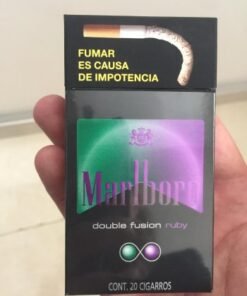 FUMAR
ES CAUSA
DE IMPOTENCIA
Marlboro
double fusion ruby
CONT. 20 CIGARROS